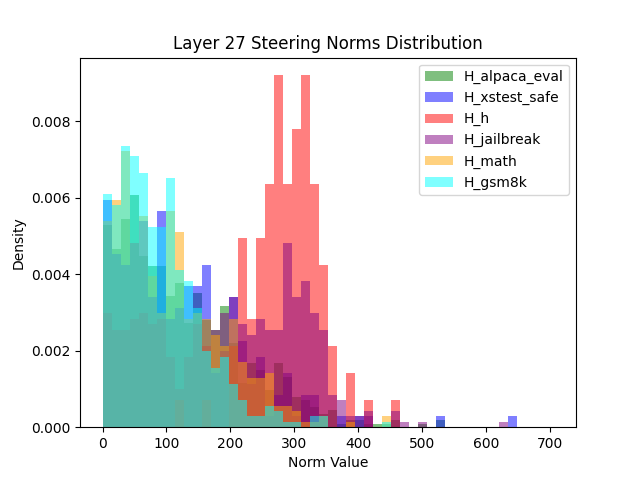 Layer 27 Steering Norms Distribution
H_alpaca_eval
H_xstest_safe
H_h
H_jailbreak
H_math
H_gsm8k
Density
0.008
0.006
0.004
0.002
0.000
0 100 200 300 400 500 600 700
Norm Value